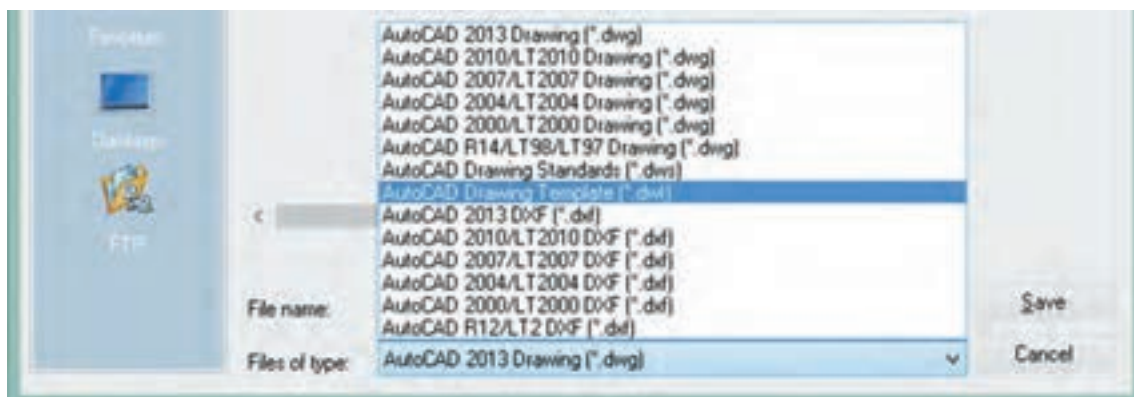 Favorites
Desktop
FTP
AutoCAD 2013 Drawing (*.dwg)
AutoCAD 2010/LT2010 Drawing (*.dwg)
AutoCAD 2007/LT2007 Drawing (*.dwg)
AutoCAD 2004/LT2004 Drawing (*.dwg)
AutoCAD 2000/LT2000 Drawing (*.dwg)
AutoCAD R14/LT98/LT97 Drawing (*.dwg)
AutoCAD Drawing Standards (*.dws)
AutoCAD Drawing Template (*.dwt)
AutoCAD 2013 DXF (*.dxf)
AutoCAD 2010/LT2010 DXF (*.dxf)
AutoCAD 2007/LT2007 DXF (*.dxf)
AutoCAD 2004/LT2004 DXF (*.dxf)
AutoCAD 2000/LT2000 DXF (*.dxf)
AutoCAD R12/LT2 DXF (*.dxf)
File name:
Save
Files of type: AutoCAD 2013 Drawing (*.dwg)
Cancel